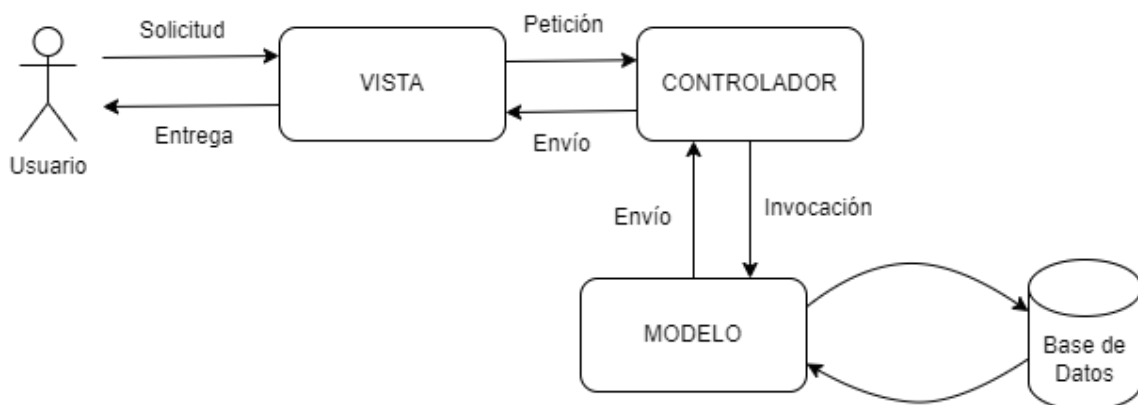 Solicitud
Petición
VISTA
CONTROLADOR
Entrega
Envío
Usuario
Envío
Invocación
MODELO
Base de
Datos